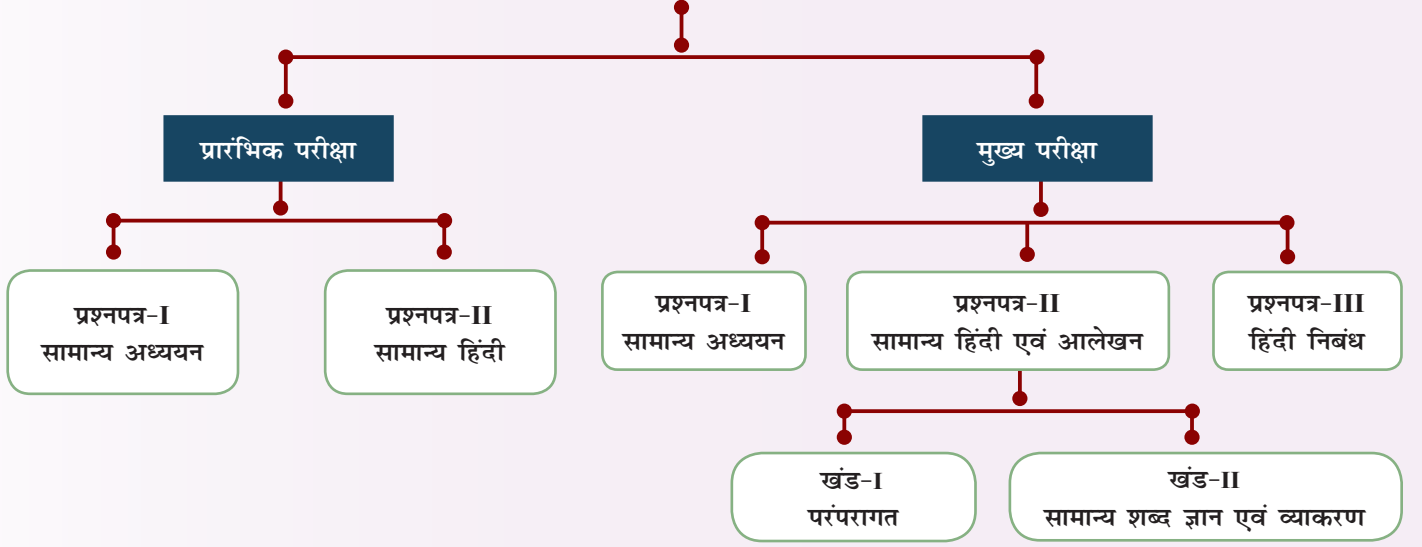 प्रारंभिक परीक्षा
मुख्य परीक्षा
प्रश्नपत्र-I
सामान्य अध्ययन
प्रश्नपत्र-II
सामान्य हिंदी
प्रश्नपत्र-I
सामान्य अध्ययन
प्रश्नपत्र-II
सामान्य हिंदी एवं आलेखन
प्रश्नपत्र-III
हिंदी निबंध
खंड-I
परंपरागत
खंड-II
सामान्य शब्द ज्ञान एवं व्याकरण